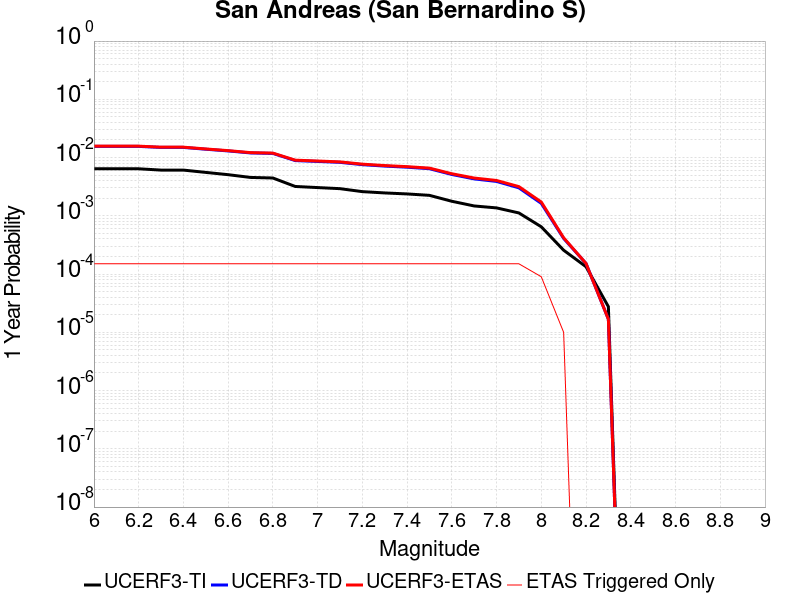 San Andreas (San Bernardino S)
10^0
10^-1
10^-2
10^-3
10^-4
10^-5
10^-6
10^-7
10^-8
1 Year Probability
6 6.2 6.4 6.6 6.8 7 7.2 7.4 7.6 7.8 8 8.2 8.4 8.6 8.8 9
Magnitude
UCERF3-TI UCERF3-TD UCERF3-ETAS ETAS Triggered Only